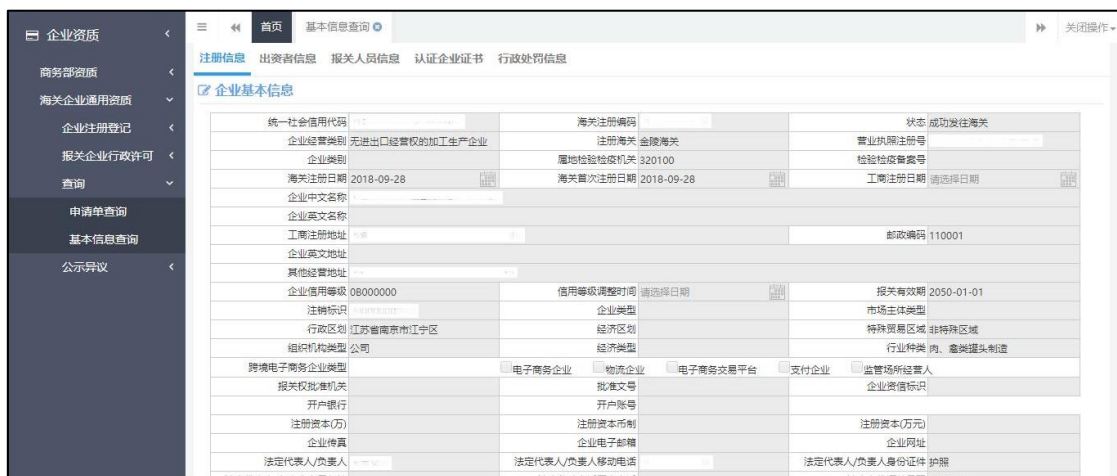 企业资质
首页 基本信息查询 关闭操作
注册信息 出资者信息 报关人员信息 认证企业证书 行政处罚信息
商务部资质
海关企业通用资质
企业注册登记
报关企业行政许可
查询
申请单查询
基本信息查询
公示异议
企业基本信息
统一社会信用代码 海关注册编码 状态 成功发往海关
企业经营类别 无进出口经营权的加工生产企业 注册海关 金陵海关 营业执照注册号
企业类别 属地检验检疫机关 320100 检验检疫备案号
海关注册日期 2018-09-28 海关首次注册日期 2018-09-28 工商注册日期 请选择日期
企业中文名称
企业英文名称
工商注册地址 邮政编码 110001
企业英文地址
其他经营地址
企业信用等级 0B000000 信用等级调整时间 请选择日期 报关有效期 2050-01-01
注销标识 企业类型 市场主体类型
行政区划 江苏省南京市江宁区 经济区划 特殊贸易区域 非特殊区域
组织机构类型 公司 经济类型 行业种类 肉、禽类罐头制造
跨境电子商务企业类型 电子商务企业 物流企业 电子商务交易平台 支付企业 监管场所经营人
报关权批准机关 批准文号 企业资信标识
开户银行 开户账号
注册资本(万) 注册资本币制 注册资本(万元)
企业传真 企业电子邮箱 企业网址
法定代表人/负责人 法定代表人/负责人移动电话 法定代表人/负责人身份证件 护照